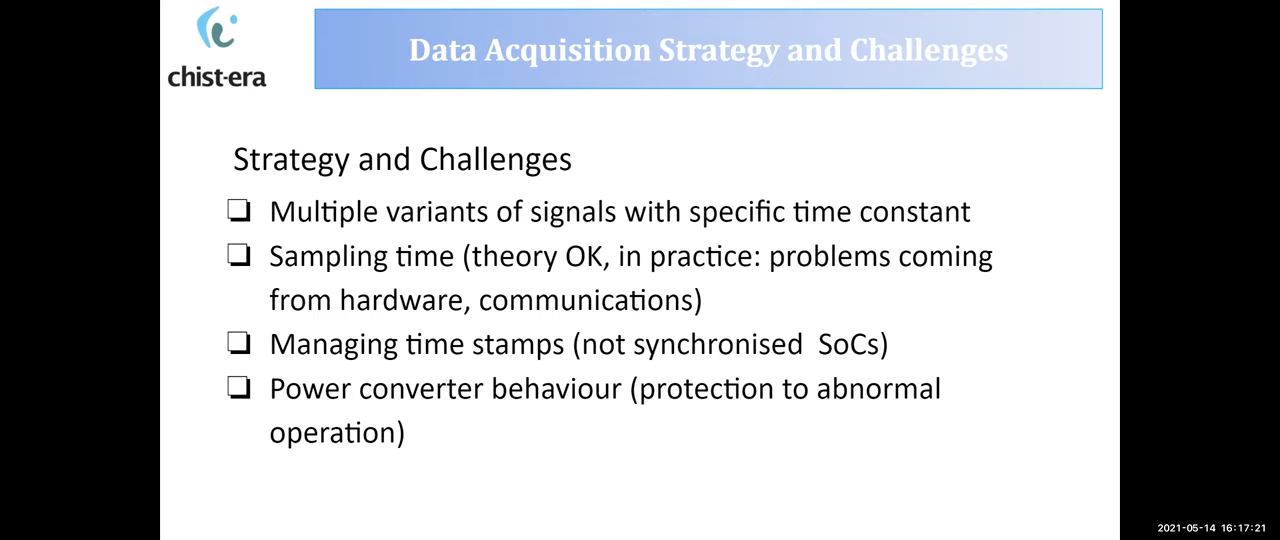 chist-era
Data Acquisition Strategy and Challenges
Strategy and Challenges
❑ Multiple variants of signals with specific time constant
❑ Sampling time (theory OK, in practice: problems coming
from hardware, communications)
❑ Managing time stamps (not synchronised  SoCs)
❑ Power converter behaviour (protection to abnormal
operation)
2021-05-14 16:17:21